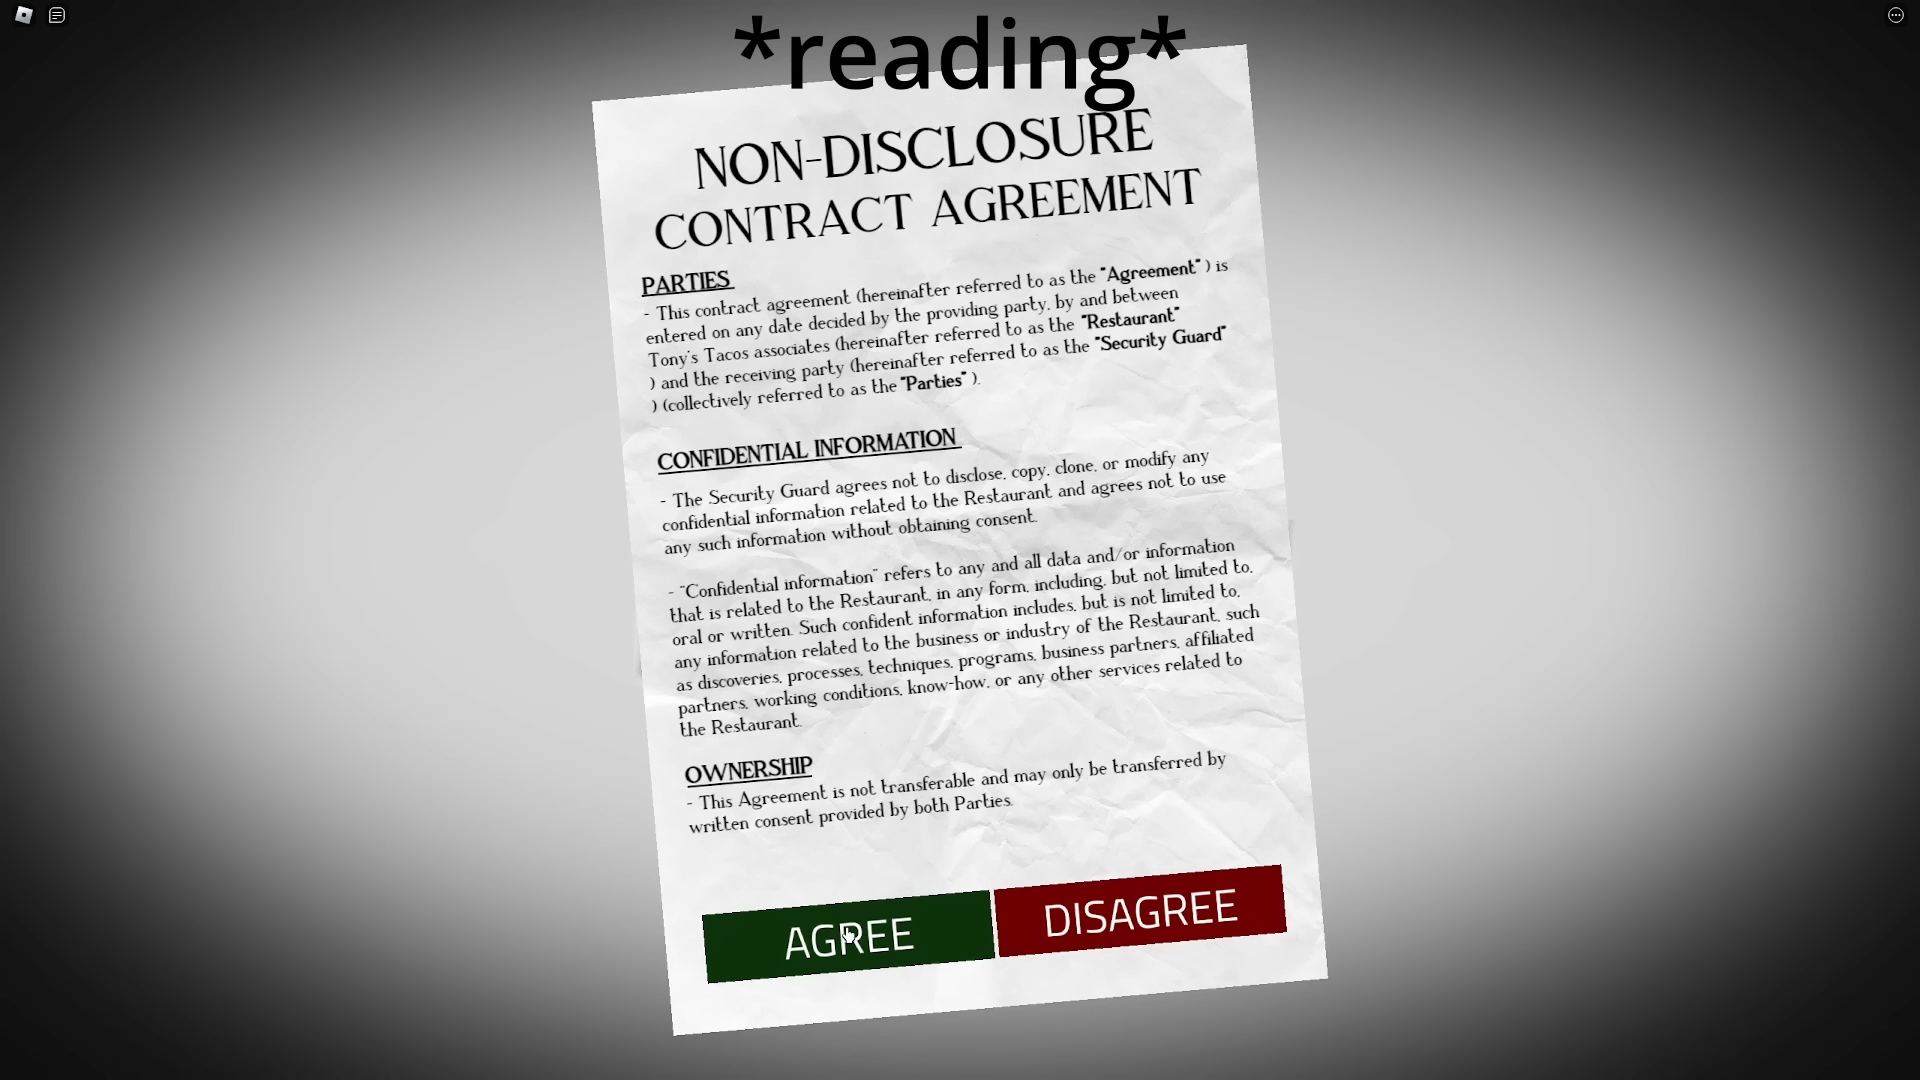 *reading*
NON-DISCLOSURE
CONTRACT AGREEMENT
PARTIES
- This contract agreement (hereinafter referred to as the "Agreement" ) is
entered on any date decided by the providing party, by and between
Tony's Tacos associates (hereinafter referred to as the "Restaurant"
) and the receiving party (hereinafter referred to as the "Security Guard"
) (collectively referred to as the "Parties" ).
CONFIDENTIAL INFORMATION
- The Security Guard agrees not to disclose, copy, clone, or modify any
confidential information related to the Restaurant and agrees not to use
any such information without obtaining consent.
- "Confidential information" refers to any and all data and/or information
that is related to the Restaurant, in any form, including, but not limited to,
oral or written. Such confident information includes, but is not limited to,
any information related to the business or industry of the Restaurant, such
as discoveries, processes, techniques, programs, business partners, affiliated
partners, working conditions, know-how, or any other services related to
the Restaurant.
OWNERSHIP
- This Agreement is not transferable and may only be transferred by
written consent provided by both Parties.
AGREE
DISAGREE